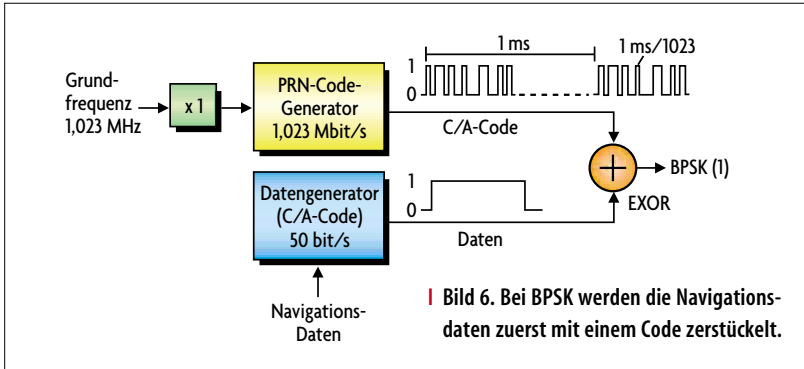 1 ms
1 ms/1023
Grund-
frequenz
1,023 MHz
x 1
PRN-Code-
Generator
1,023 Mbit/s
1
0
C/A-Code
BPSK (1)
EXOR
Datengenerator
(C/A-Code)
50 bit/s
1
0
Daten
Navigations-
Daten
Bild 6. Bei BPSK werden die Navigations-
daten zuerst mit einem Code zerstückelt.